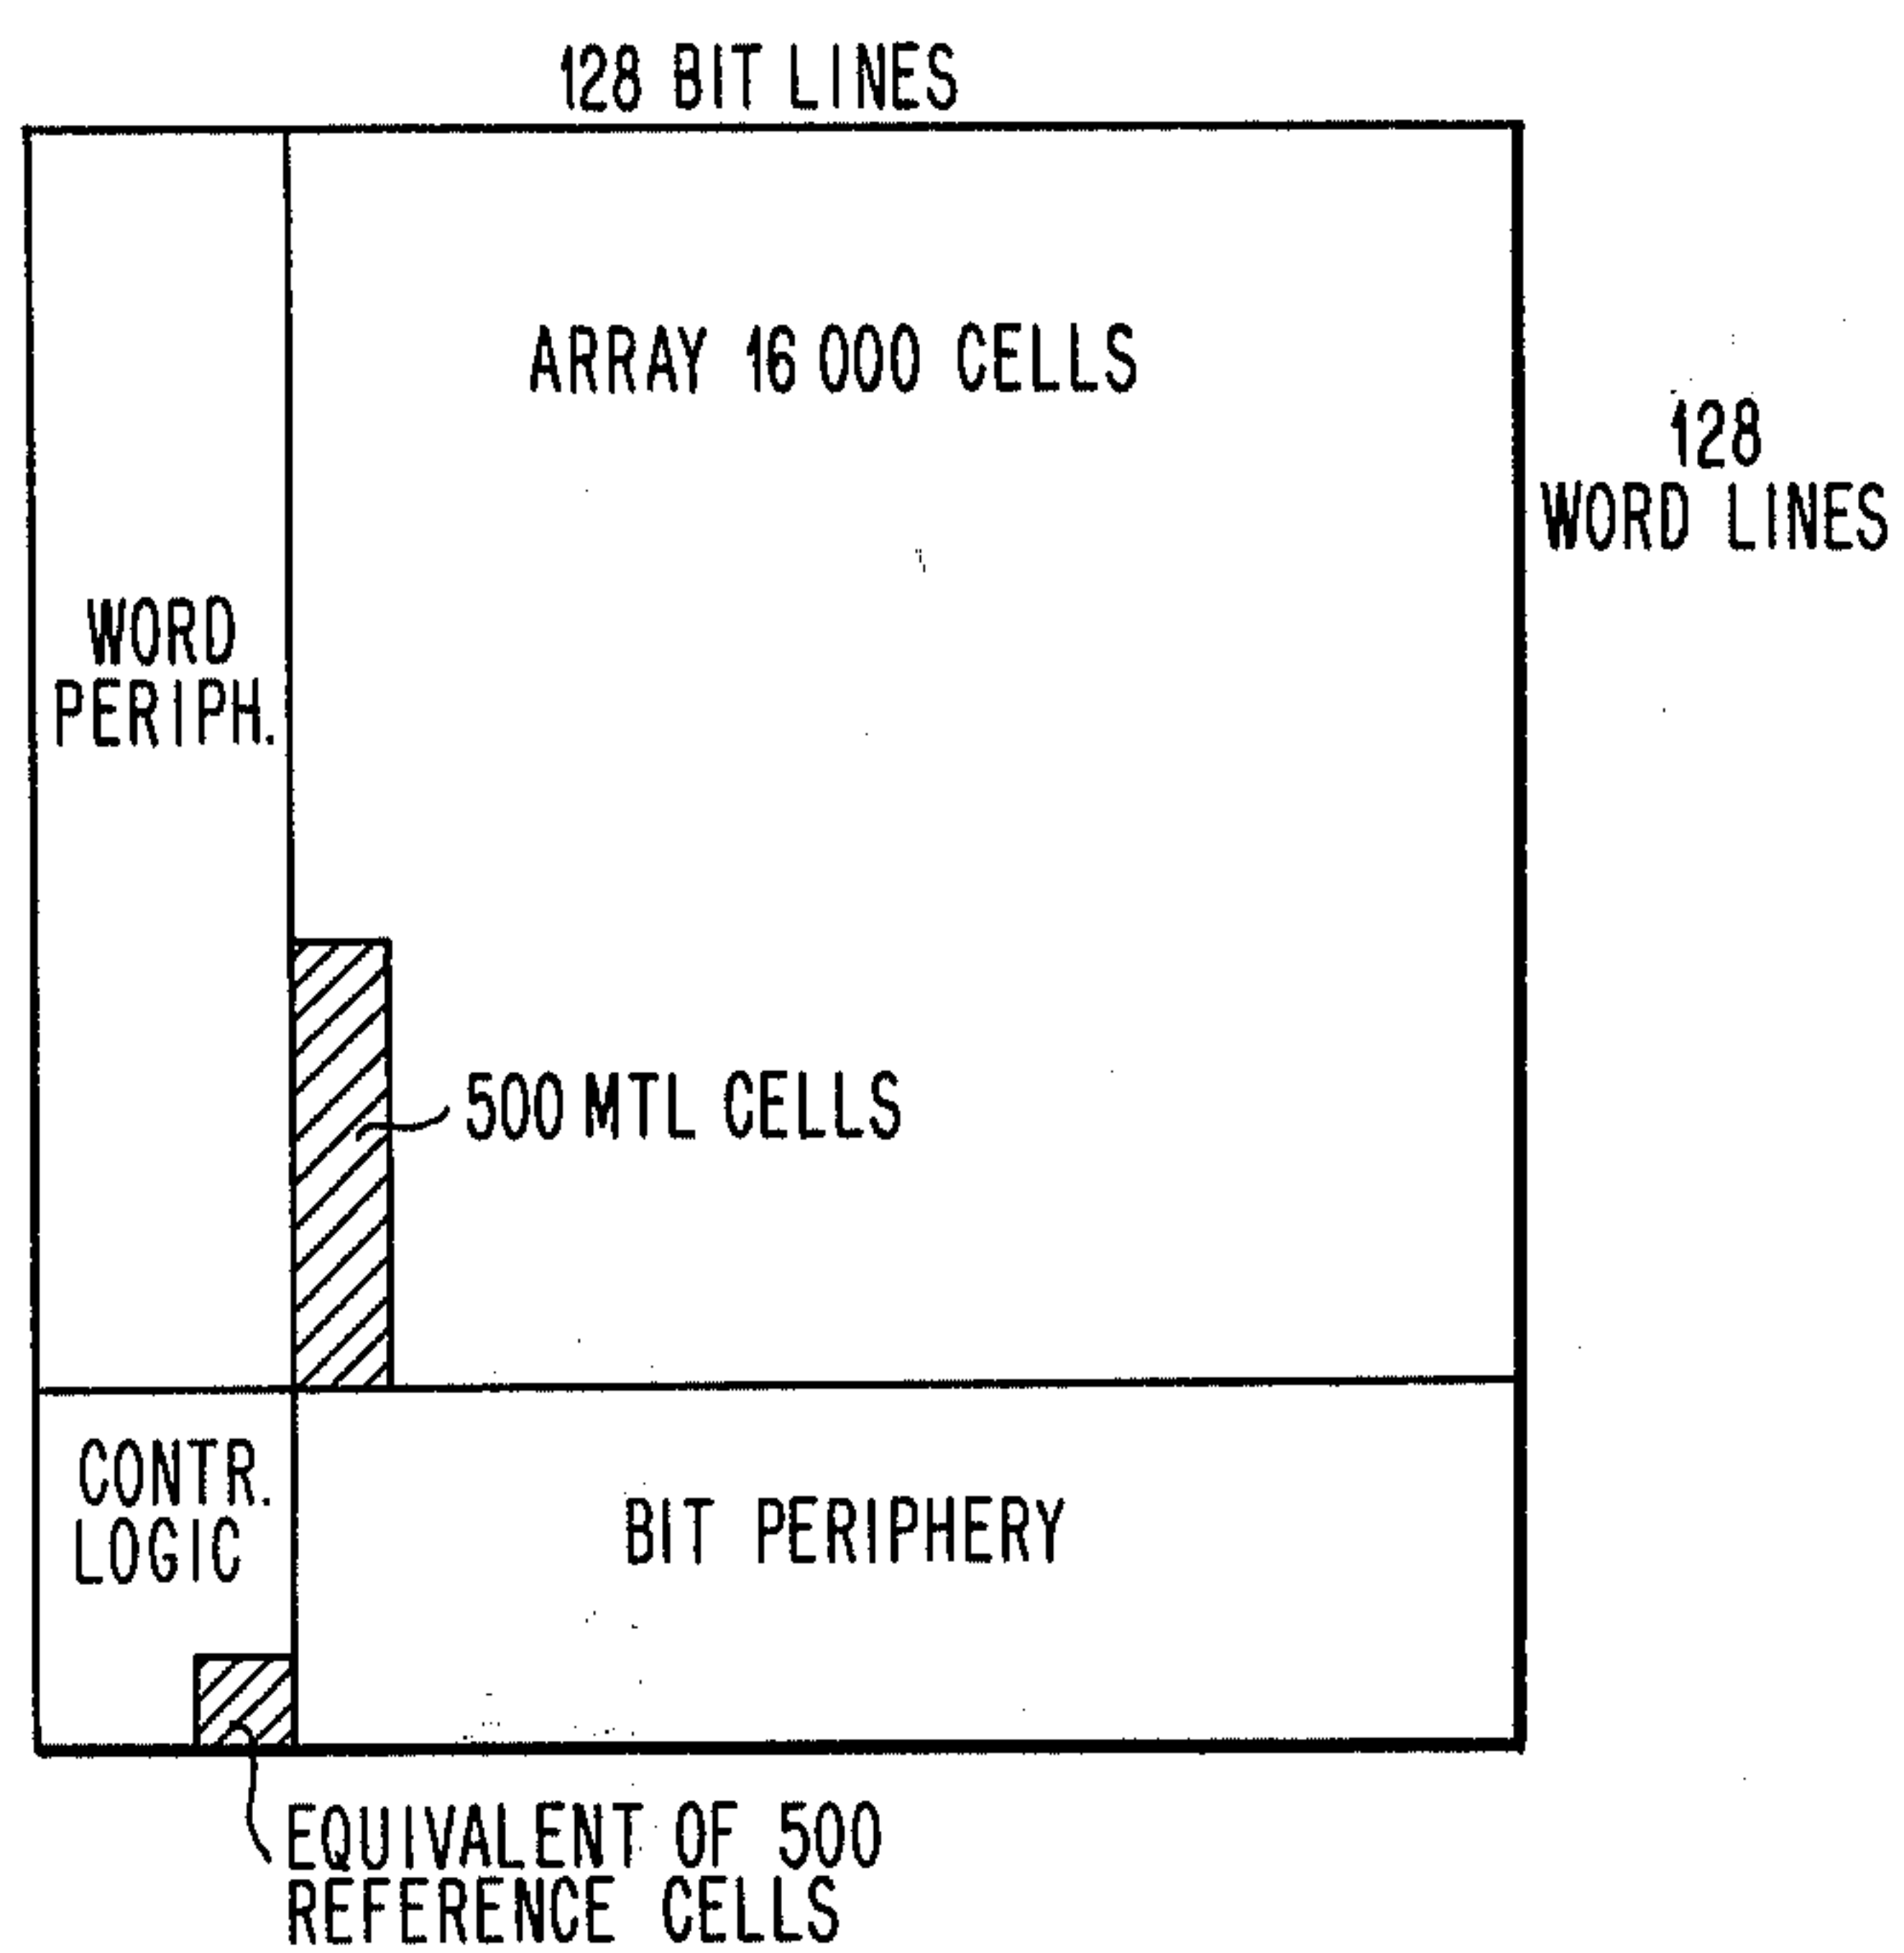 128 BIT LINES
ARRAY 16 000 CELLS
128
WORD LINES
WORD
PERIPH.
500 MTL CELLS
CONTR.
LOGIC
BIT PERIPHERY
EQUIVALENT OF 500
REFERENCE CELLS